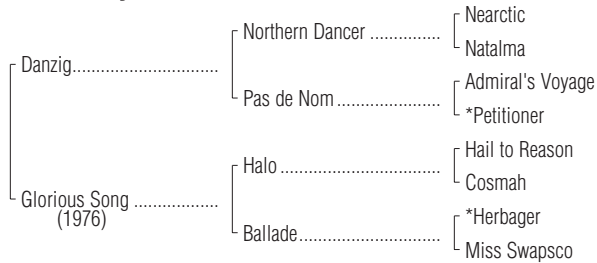 Nearctic
Northern Dancer ................
Natalma
Danzig.............................
Admiral's Voyage
Pas de Nom .......................
*Petitioner
Hail to Reason
Halo ....................................
Cosmah
Glorious Song .................
(1976)
*Herbager
Ballade................................
Miss Swapsco